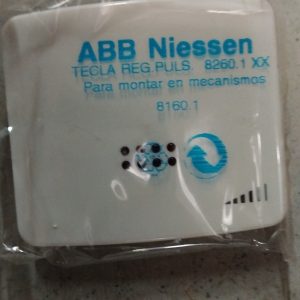 ABB Niessen
TECLA REG PULS. 8260.1 XX
Para montar en mecanismos
8160.1